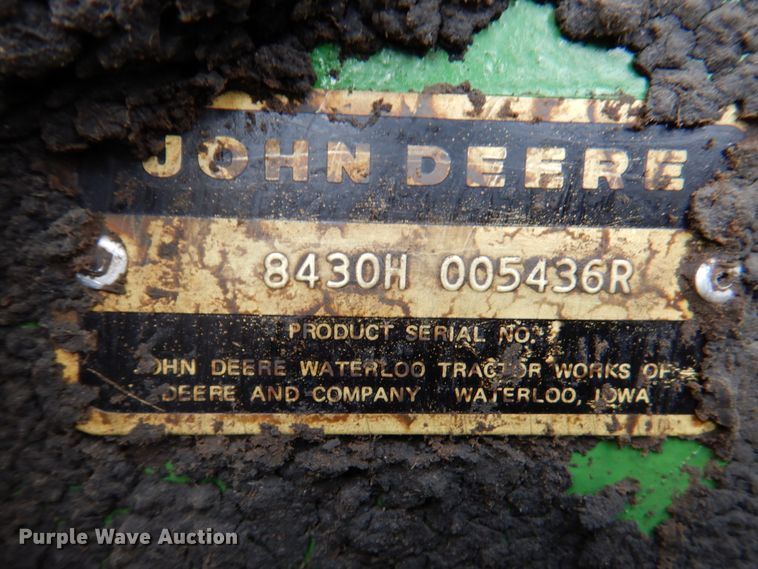 JOHN DEERE
8430H 005436R
PRODUCT SERIAL NO.
JOHN DEERE WATERLOO TRACTOR WORKS OF
DEERE AND COMPANY WATERLOO, IOWA
Purple Wave Auction